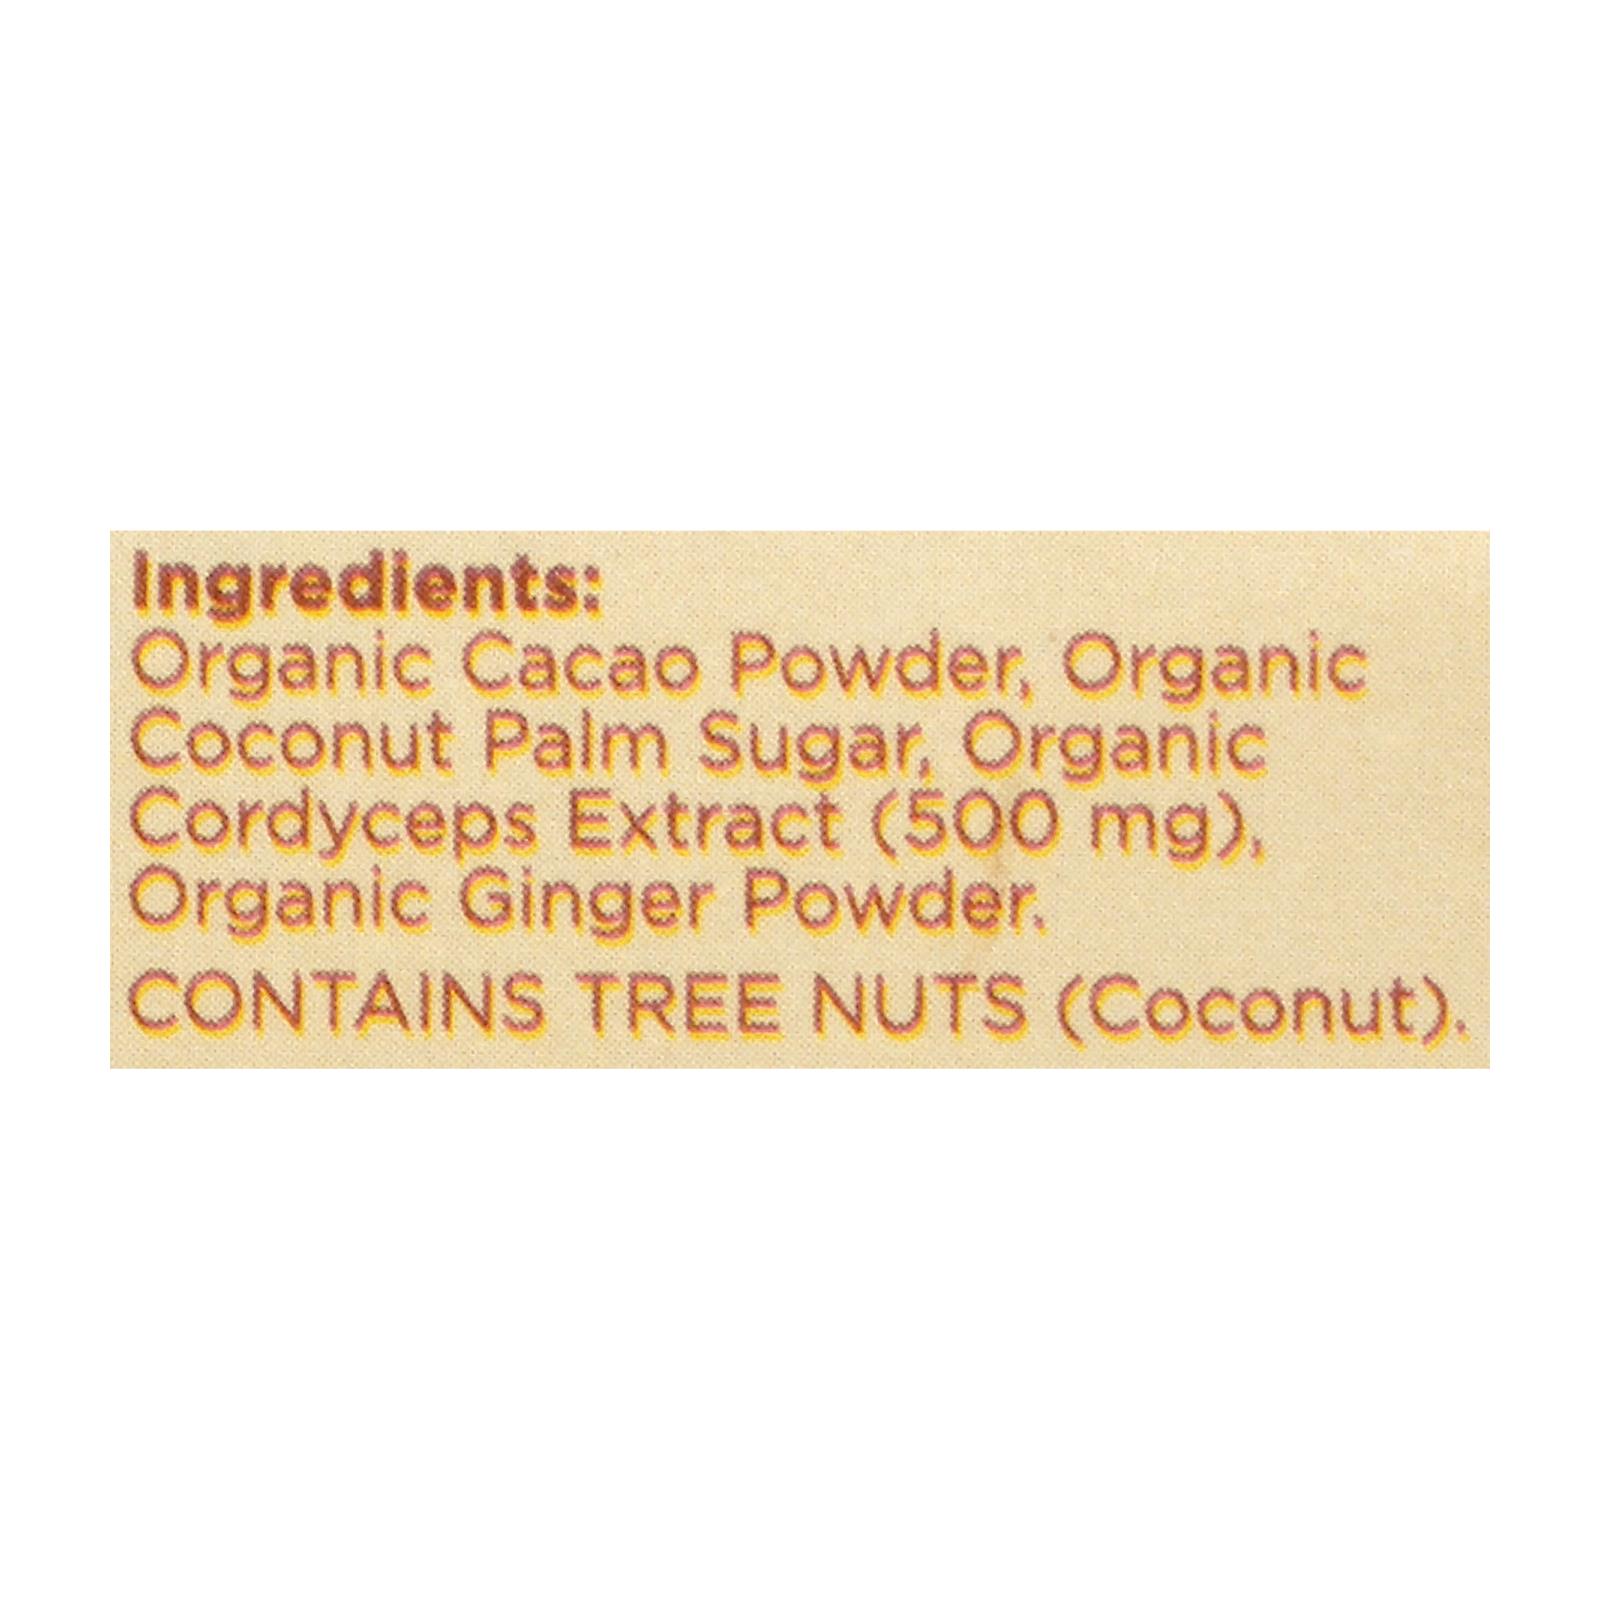 Ingredients:
Organic Cacao Powder, Organic
Coconut Palm Sugar, Organic
Cordyceps Extract (500 mg),
Organic Ginger Powder.
CONTAINS TREE NUTS (Coconut).